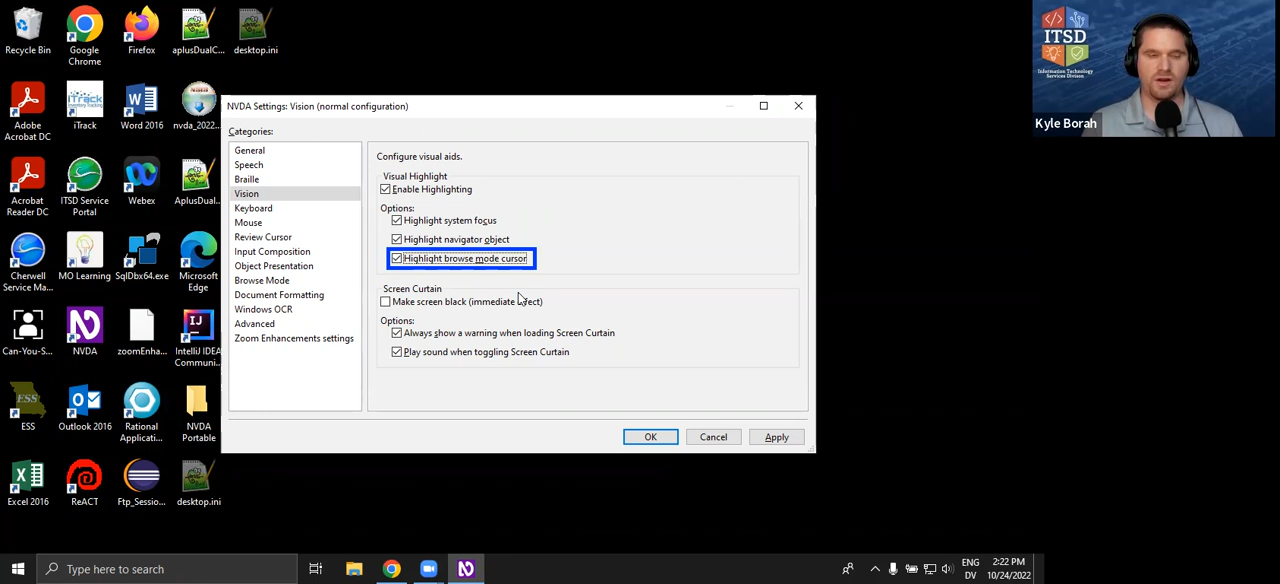 Recycle Bin
Google Chrome
Firefox
aplusDualC...
desktop.ini
Adobe Acrobat DC
iTrack
Word 2016
nvda_2022...
Acrobat Reader DC
ITSD Service Portal
Webex
AplusDual...
Cherwell Service Ma...
MO Learning
SqlDbx64.exe
Microsoft Edge
Can-You-S...
NVDA
zoomEnha...
IntelliJ IDEA Communi...
ESS
Outlook 2016
Rational Applicati...
NVDA Portable
Excel 2016
ReACT
Ftp_Sessio...
desktop.ini
NVDA Settings: Vision (normal configuration)
Categories:
General
Speech
Braille
Vision
Keyboard
Mouse
Review Cursor
Input Composition
Object Presentation
Browse Mode
Document Formatting
Windows OCR
Advanced
Zoom Enhancements settings
Configure visual aids.
Visual Highlight
Enable Highlighting
Options:
Highlight system focus
Highlight navigator object
Highlight browse mode cursor
Screen Curtain
Make screen black (immediate effect)
Options:
Always show a warning when loading Screen Curtain
Play sound when toggling Screen Curtain
OK
Cancel
Apply
ITSD
Information Technology
Services Division
Kyle Borah
Type here to search
ENG
DV
2:22 PM
10/24/2022